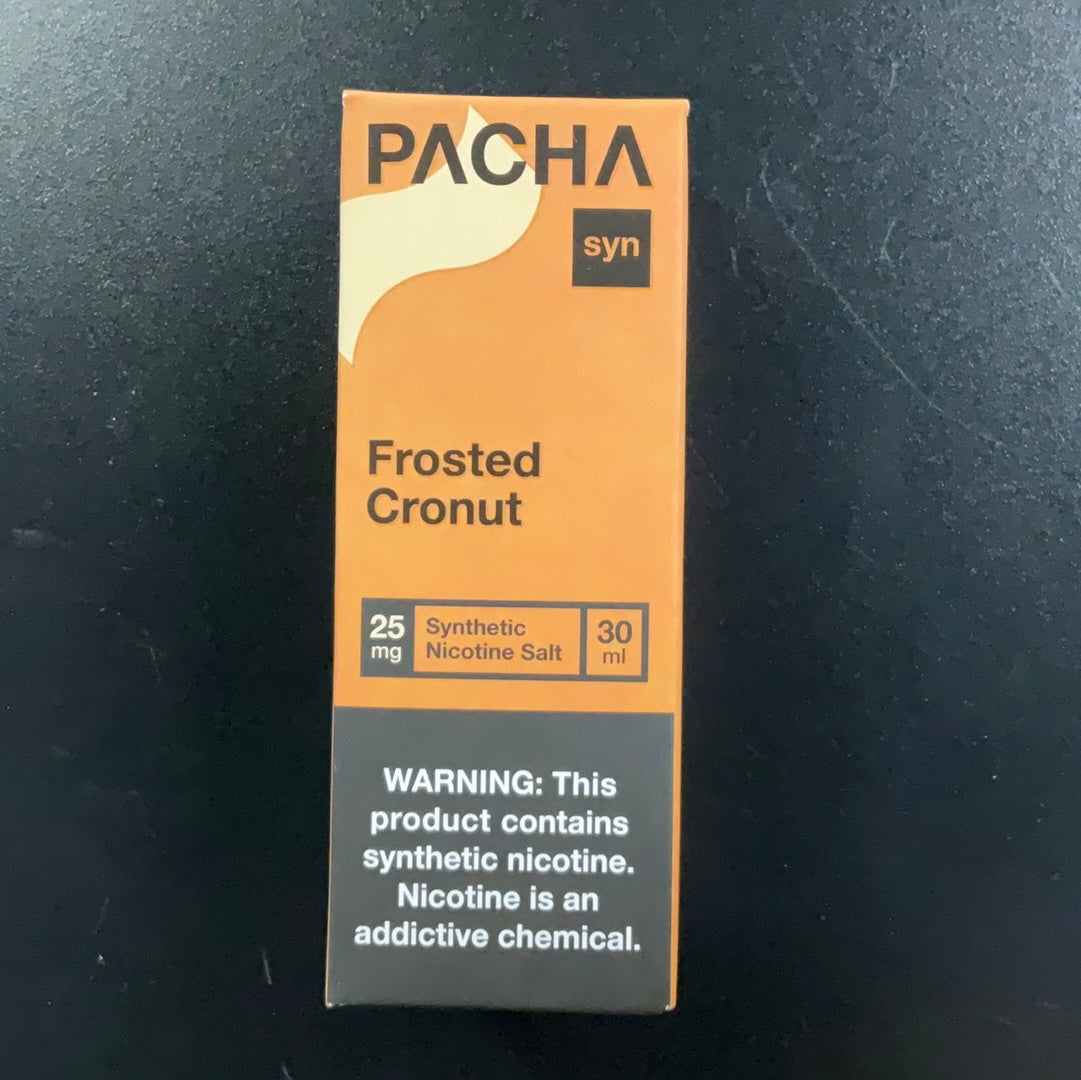 PACHA
syn
Frosted
Cronut
25 mg
Synthetic
Nicotine Salt
30 ml
WARNING: This
product contains
synthetic nicotine.
Nicotine is an
addictive chemical.